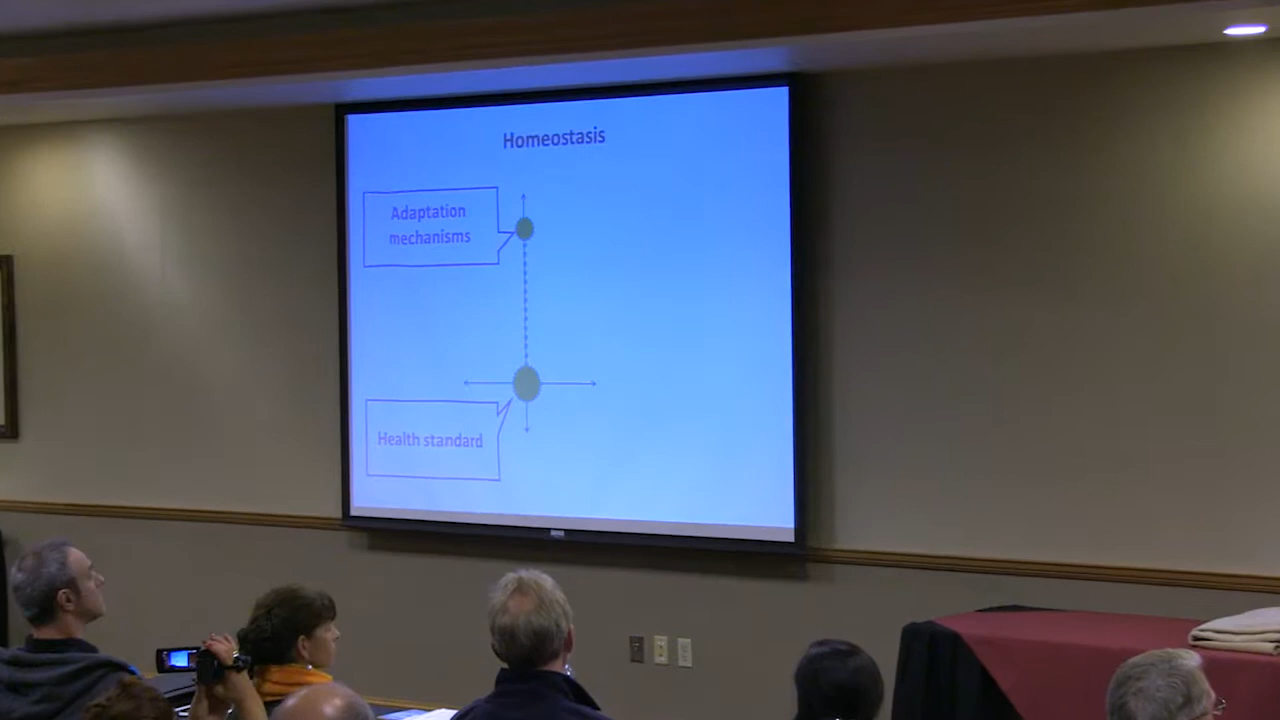 Homeostasis
Adaptation
mechanisms
Health standard